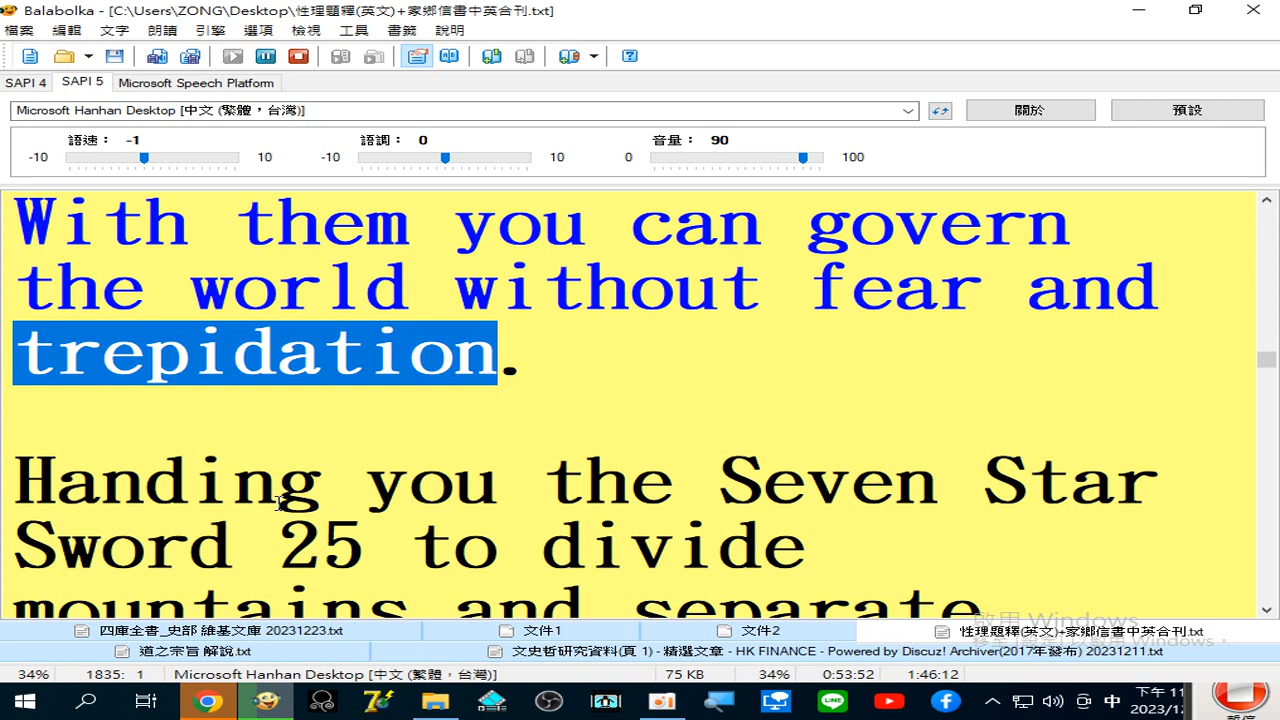 Balabolka - [C:\Users\ZONG\Desktop\性理題釋(英文)+家鄉信書中英合刊.txt]
檔案 編輯 文字 朗讀 引擎 選項 檢視 工具 書籤 說明
SAPI 4 SAPI 5 Microsoft Speech Platform
Microsoft Hanhan Desktop [中文 (繁體，台灣)] 關於 預設
語速： -1 語調： 0 音量： 90
-10 10 -10 10 0 100
With them you can govern
the world without fear and
trepidation.
Handing you the Seven Star
Sword 25 to divide
mountains and separate
啟用 Windows
四庫全書_史部 維基文庫 20231223.txt 文件1 文件2 性理題釋(英文)+家鄉信書中英合刊.txt
道之宗旨 解說.txt 文史哲研究資料(頁 1) - 精選文章 - HK FINANCE - Powered by Discuz! Archiver(2017年發布) 20231211.txt
34% 1835: 1 Microsoft Hanhan Desktop [中文 (繁體，台灣)] 75 KB 34% 0:53:52 1:46:12
中 下午 11
2023/12